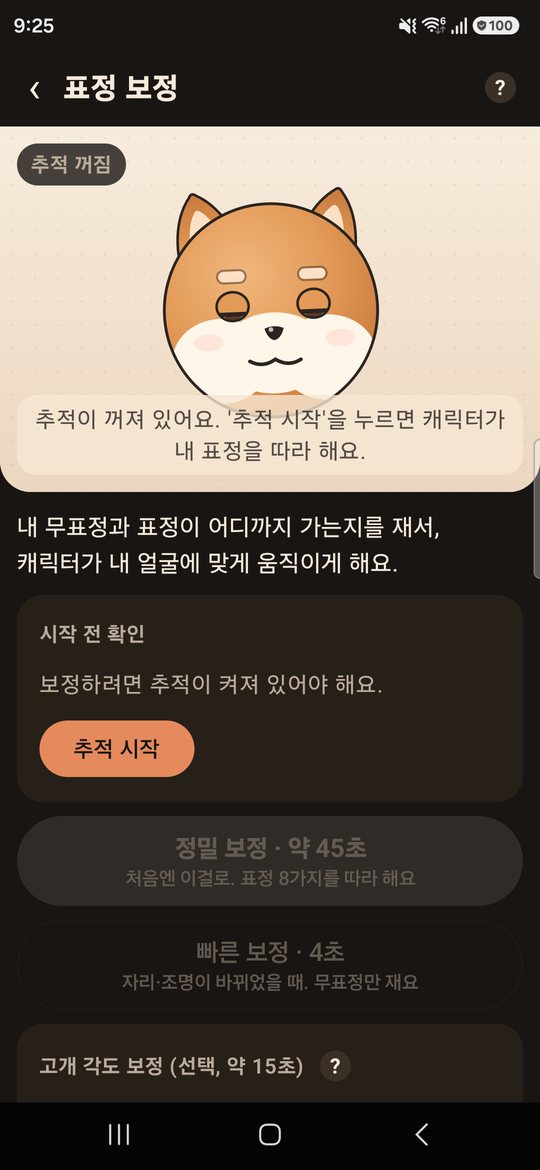 9:25
6
100
표정 보정
?
추적 꺼짐
추적이 꺼져 있어요. '추적 시작'을 누르면 캐릭터가
내 표정을 따라 해요.
내 무표정과 표정이 어디까지 가는지를 재서,
캐릭터가 내 얼굴에 맞게 움직이게 해요.
시작 전 확인
보정하려면 추적이 켜져 있어야 해요.
추적 시작
정밀 보정 · 약 45초
처음엔 이걸로. 표정 8가지를 따라 해요
빠른 보정 · 4초
자리·조명이 바뀌었을 때. 무표정만 재요
고개 각도 보정 (선택, 약 15초)
?